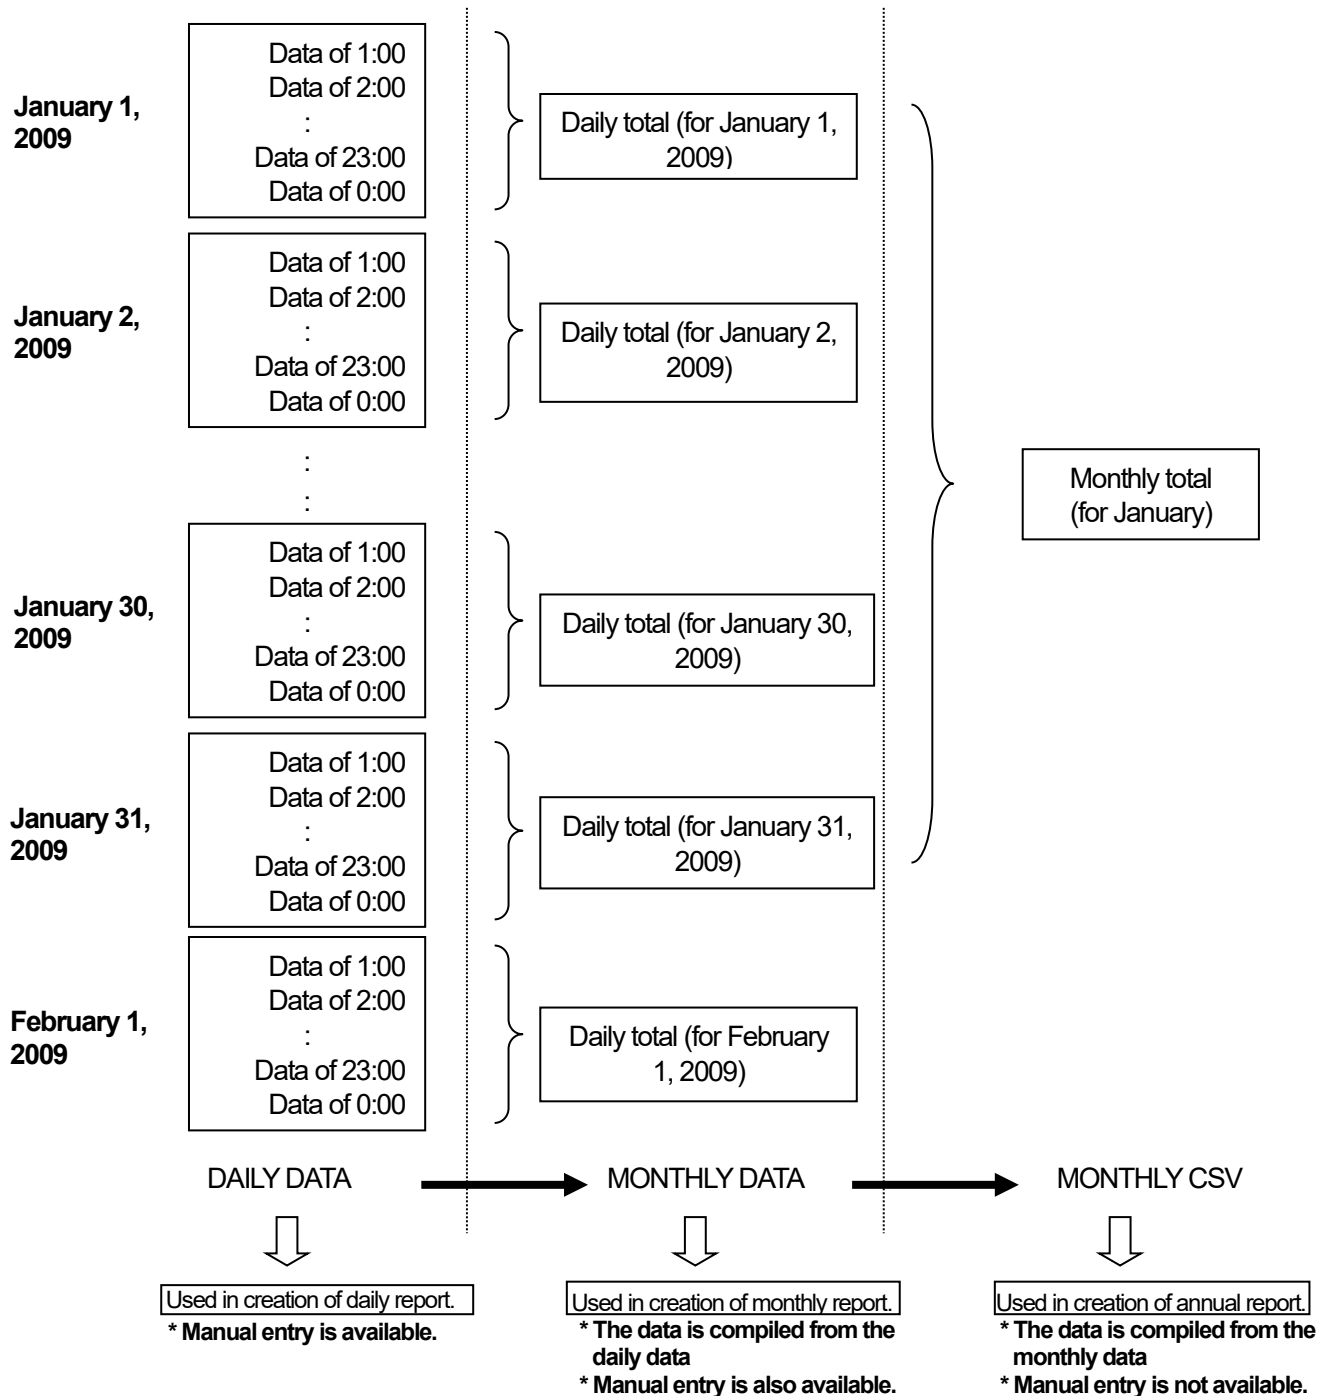 January 1,
2009
Data of 1:00
Data of 2:00
:
Data of 23:00
Data of 0:00
Daily total (for January 1,
2009)
January 2,
2009
Data of 1:00
Data of 2:00
:
Data of 23:00
Data of 0:00
Daily total (for January 2,
2009)
:
:
Monthly total
(for January)
January 30,
2009
Data of 1:00
Data of 2:00
:
Data of 23:00
Data of 0:00
Daily total (for January 30,
2009)
January 31,
2009
Data of 1:00
Data of 2:00
:
Data of 23:00
Data of 0:00
Daily total (for January 31,
2009)
February 1,
2009
Data of 1:00
Data of 2:00
:
Data of 23:00
Data of 0:00
Daily total (for February
1, 2009)
DAILY DATA
MONTHLY DATA
MONTHLY CSV
Used in creation of daily report.
* Manual entry is available.
Used in creation of monthly report.
* The data is compiled from the
daily data
* Manual entry is also available.
Used in creation of annual report.
* The data is compiled from the
monthly data
* Manual entry is not available.